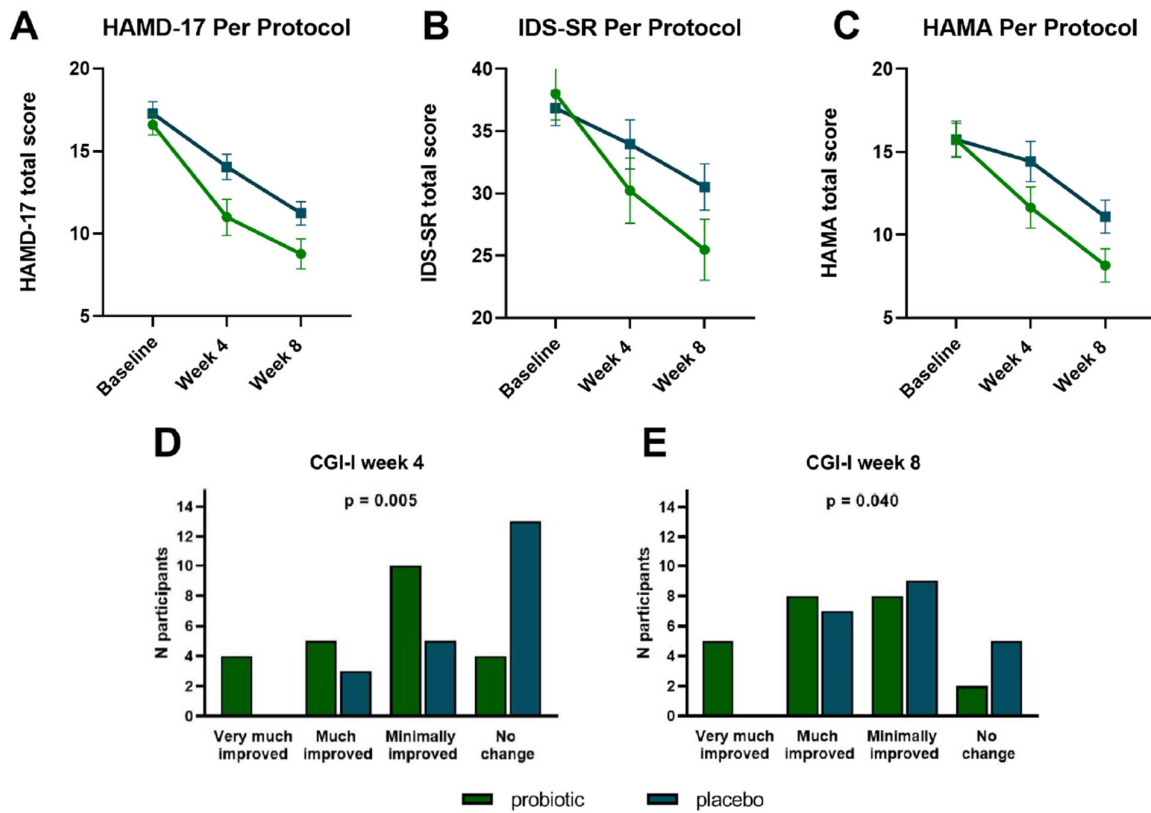 A
HAMD-17 Per Protocol
HAMD-17 total score
20
15
10
5
Baseline
Week 4
Week 8
B
IDS-SR Per Protocol
IDS-SR total score
40
35
30
25
20
Baseline
Week 4
Week 8
C
HAMA Per Protocol
HAMA total score
20
15
10
5
Baseline
Week 4
Week 8
D
CGI-I week 4
p = 0.005
N participants
14
12
10
8
6
4
2
0
Very much
improved
Much
improved
Minimally
improved
No
change
E
CGI-I week 8
p = 0.040
N participants
14
12
10
8
6
4
2
0
Very much
improved
Much
improved
Minimally
improved
No
change
probiotic
placebo